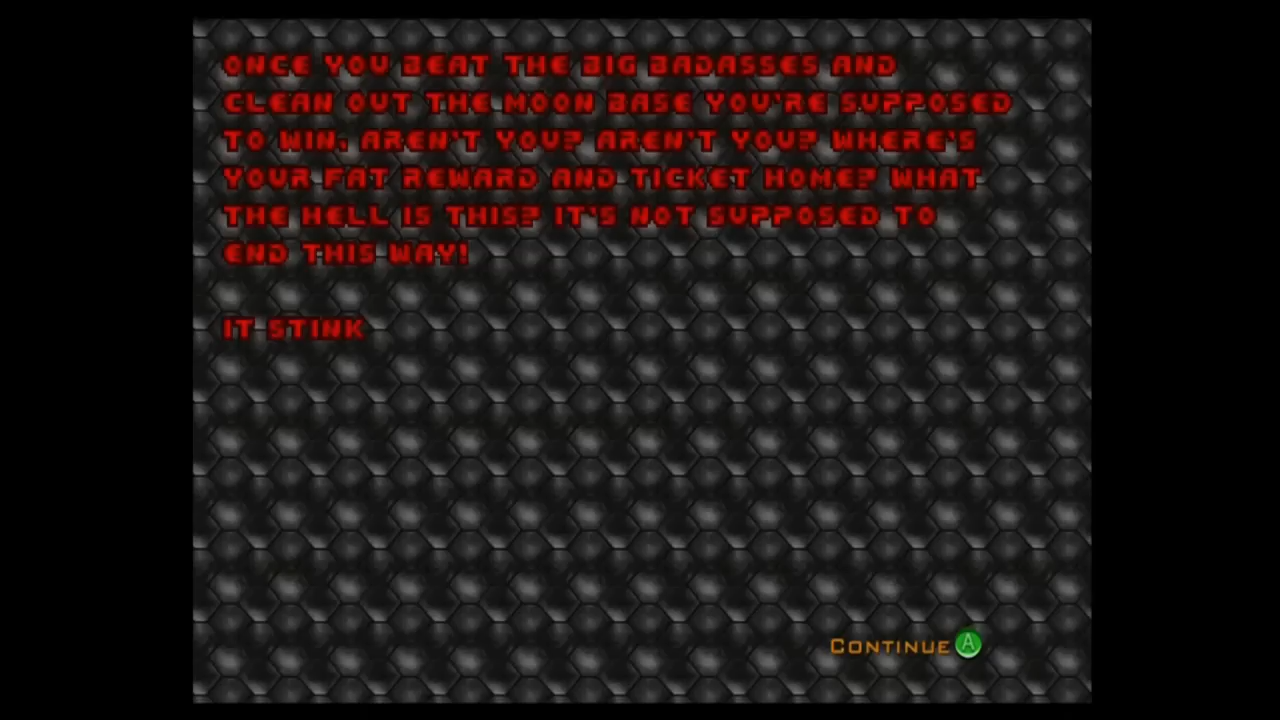 ONCE YOU BEAT THE BIG BADASSES AND
CLEAN OUT THE MOON BASE YOU'RE SUPPOSED
TO WIN, AREN'T YOU? AREN'T YOU? WHERE'S
YOUR FAT REWARD AND TICKET HOME? WHAT
THE HELL IS THIS? IT'S NOT SUPPOSED TO
END THIS WAY!
IT STINK
CONTINUE A